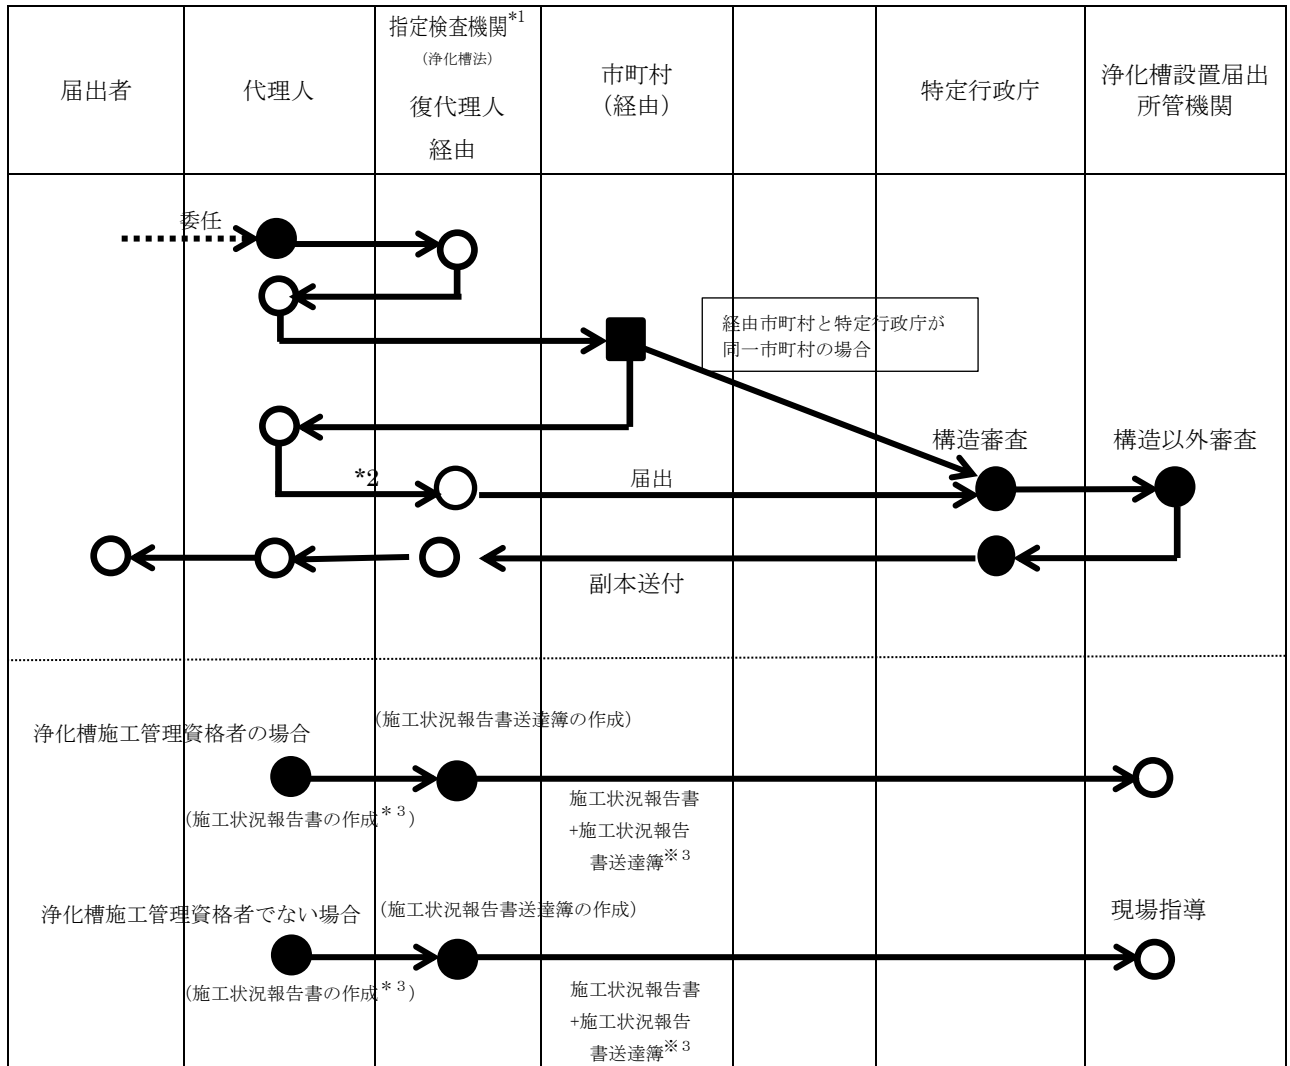 届出者
代理人
指定検査機関*1
(浄化槽法)
復代理人
経由
市町村
(経由)
特定行政庁
浄化槽設置届出
所管機関
委任
経由市町村と特定行政庁が
同一市町村の場合
構造審査
構造以外審査
*2
届出
副本送付
浄化槽施工管理資格者の場合
(施工状況報告書送達簿の作成)
(施工状況報告書の作成*3)
施工状況報告書
+施工状況報告
書送達簿※3
浄化槽施工管理資格者でない場合
(施工状況報告書送達簿の作成)
現場指導
(施工状況報告書の作成*3)
施工状況報告書
+施工状況報告
書送達簿※3